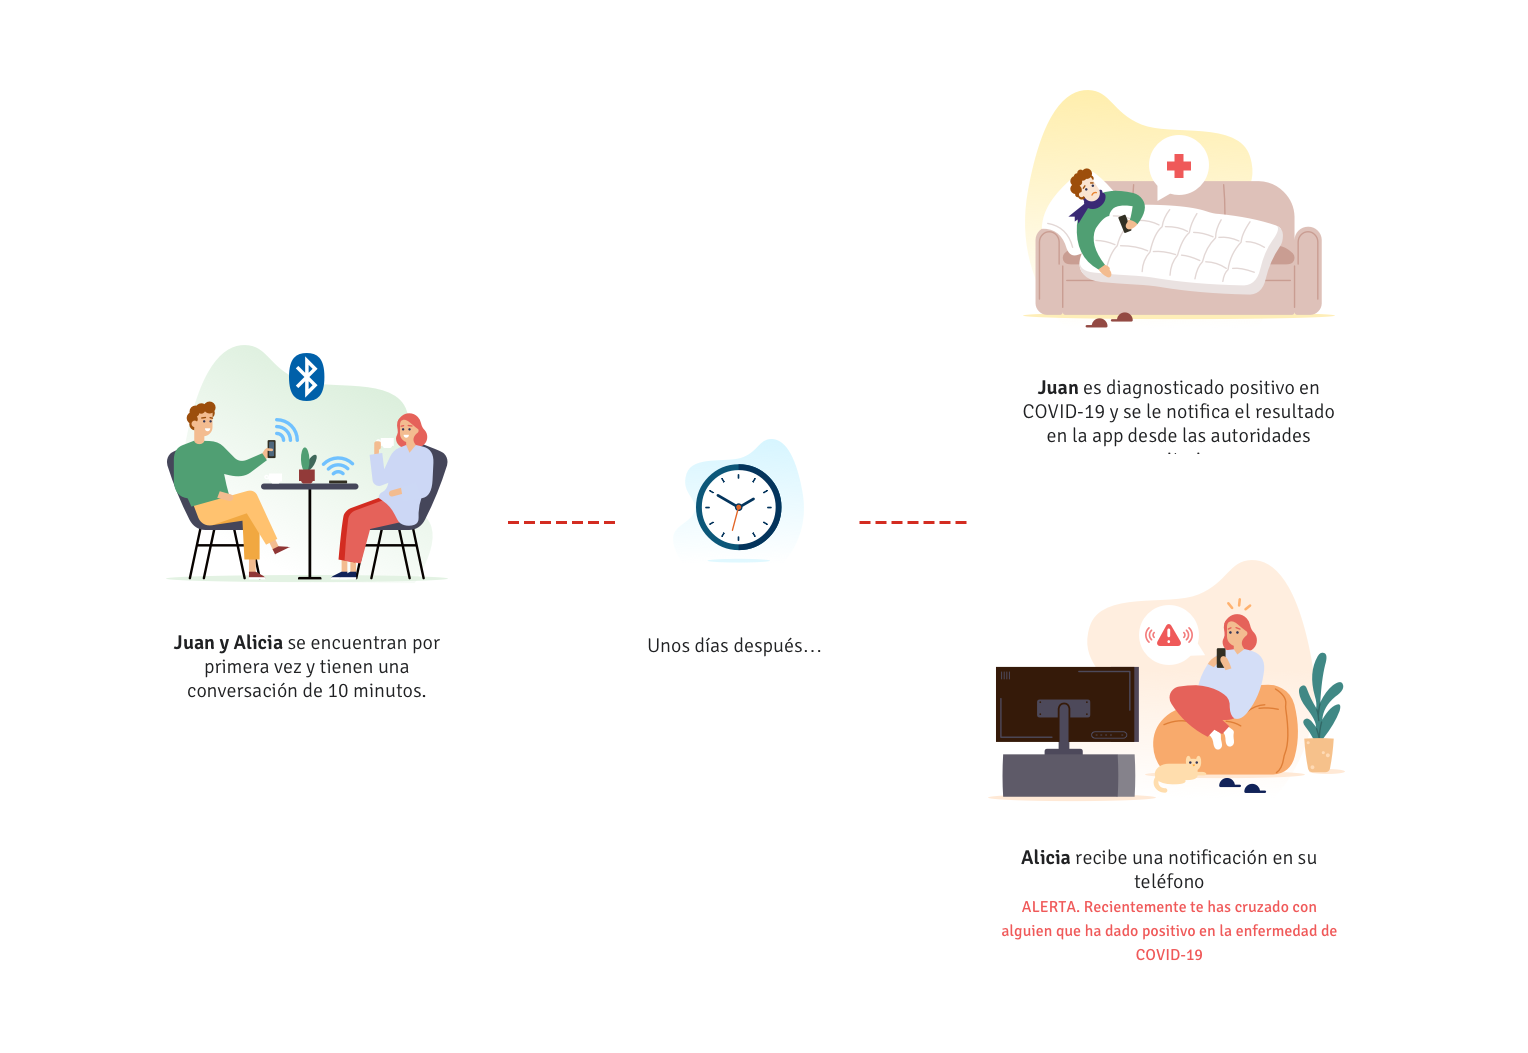 Juan y Alicia se encuentran por
primera vez y tienen una
conversación de 10 minutos.
Unos días después...
Juan es diagnosticado positivo en
COVID-19 y se le notifica el resultado
en la app desde las autoridades
Alicia recibe una notificación en su
teléfono
ALERTA. Recientemente te has cruzado con
alguien que ha dado positivo en la enfermedad de
COVID-19